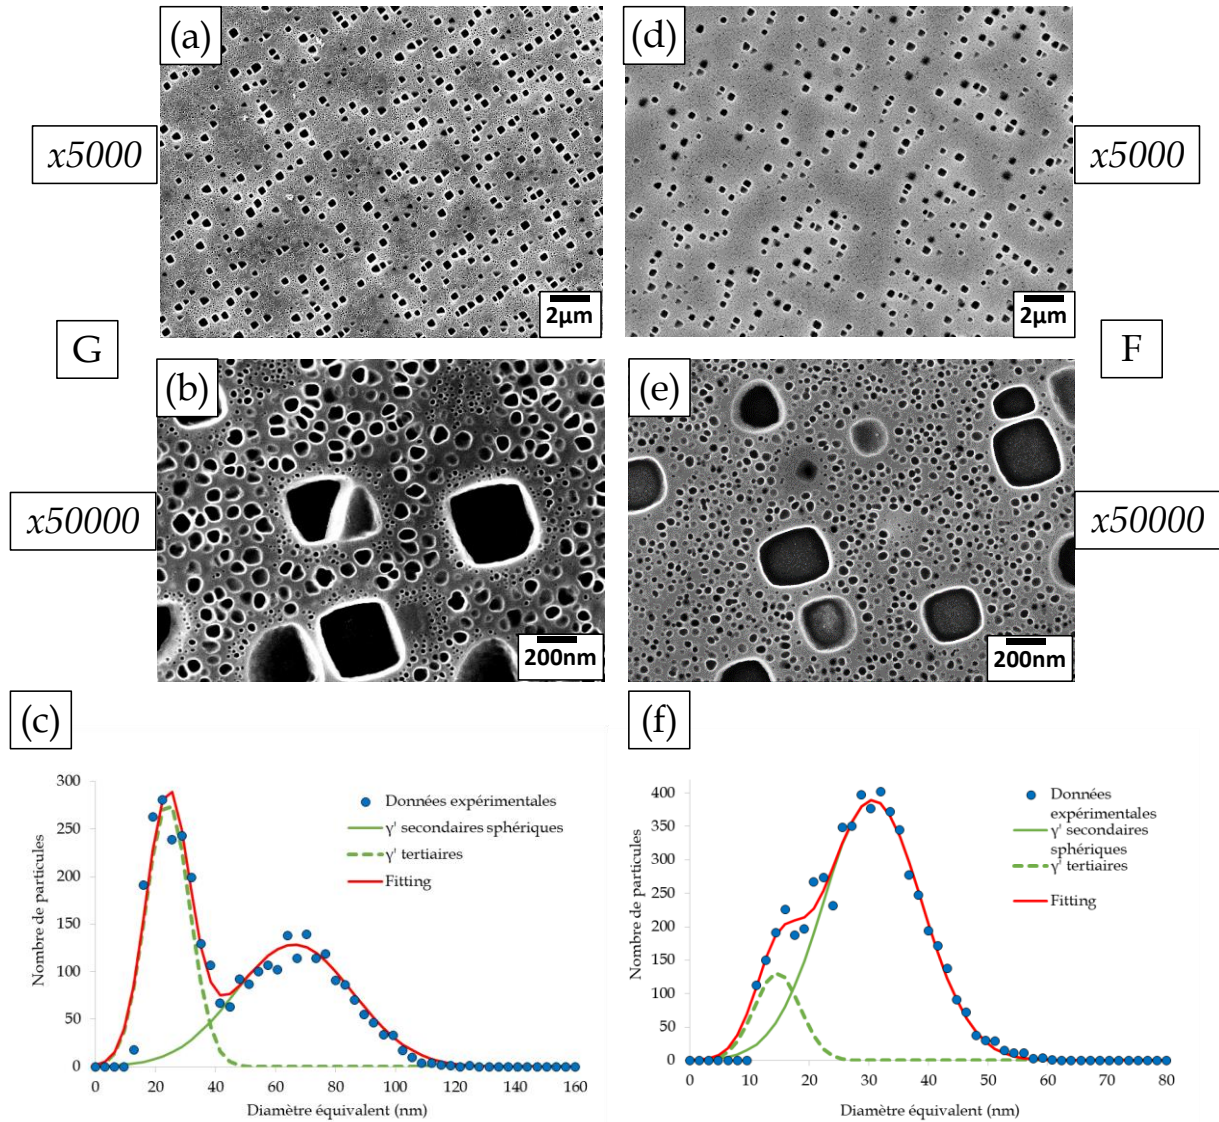 (a)
(d)
x5000
x5000
2µm
2µm
G
F
(b)
(e)
x50000
x50000
200nm
200nm
(c)
(f)
300
250
200
150
100
50
0
0
20
40
60
80
100
120
140
160
Nombre de particules
Diamètre équivalent (nm)
Données expérimentales
γ' secondaires sphériques
γ' tertiaires
Fitting
400
350
300
250
200
150
100
50
0
0
10
20
30
40
50
60
70
80
Nombre de particules
Diamètre équivalent (nm)
Données
expérimentales
γ' secondaires
sphériques
γ' tertiaires
Fitting